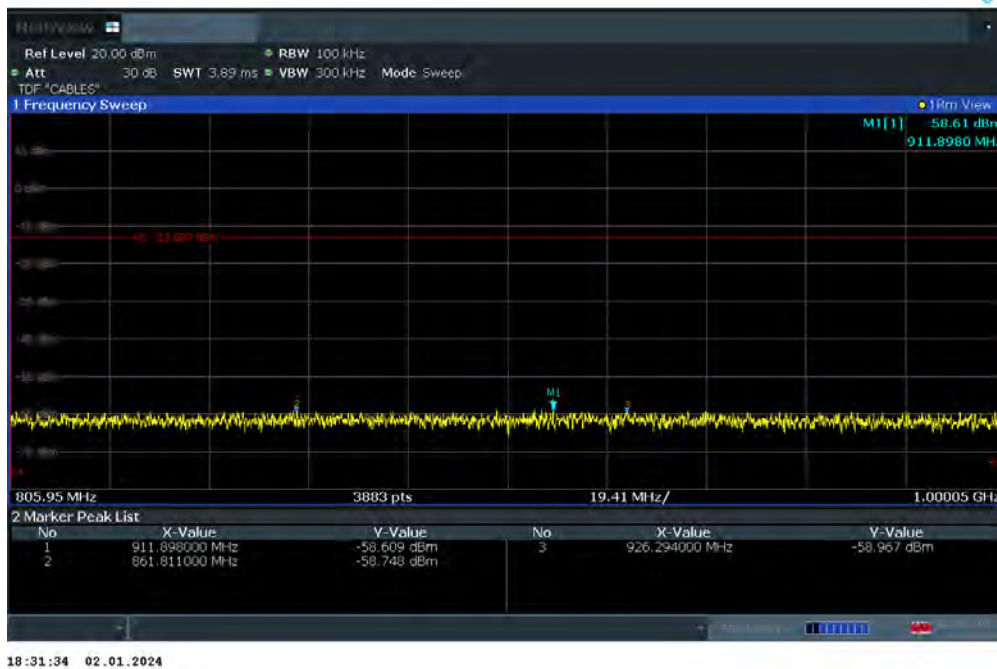 MultiView
Ref Level 20.00 dBm RBW 100 kHz
Att 30 dB SWT 3.89 ms VBW 300 kHz Mode Sweep
TDF "CABLES"
1 Frequency Sweep 1Rm View
M1[1] -58.61 dBm
911.8980 MHz
M1
2 3
805.95 MHz 3883 pts 19.41 MHz/ 1.00005 GHz
2 Marker Peak List
No X-Value Y-Value No X-Value Y-Value
1 911.898000 MHz -58.609 dBm 3 926.294000 MHz -58.967 dBm
2 861.811000 MHz -58.748 dBm
18:31:34 02.01.2024